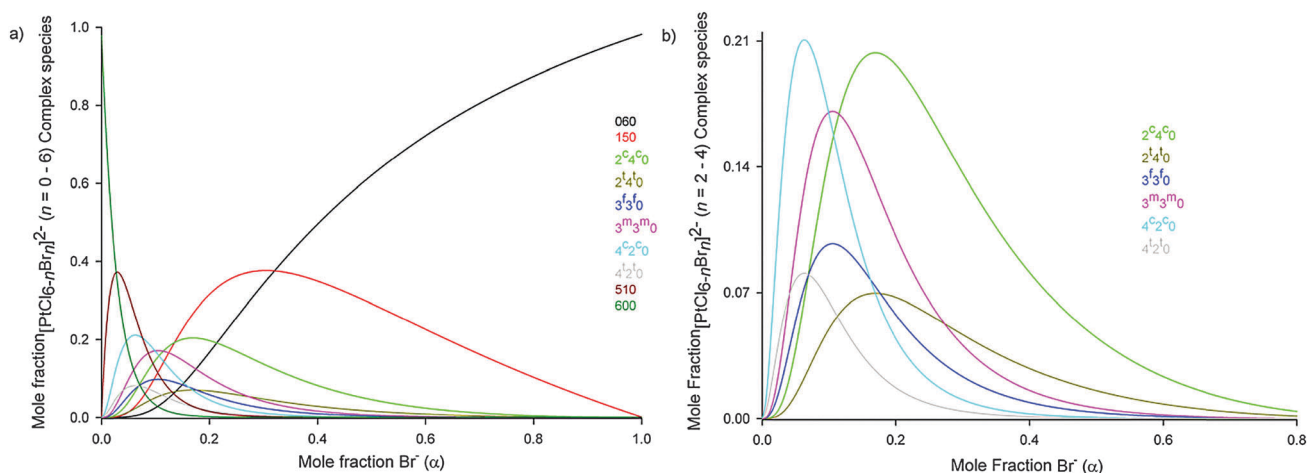 a)
Mole fraction[PtCl6-nBrn]2- (n = 0 - 6) Complex species
1.0
0.8
0.6
0.4
0.2
0.0
0.0 0.2 0.4 0.6 0.8 1.0
Mole fraction Br- (α)
060
150
2c4c0
2t4t0
3f3f0
3m3m0
4c2c0
4t2t0
510
600
b)
Mole Fraction[PtCl6-nBrn]2- (n = 2 - 4) Complex species
0.21
0.14
0.07
0.00
0.0 0.2 0.4 0.6 0.8
Mole Fraction Br- (α)
2c4c0
2t4t0
3f3f0
3m3m0
4c2c0
4t2t0